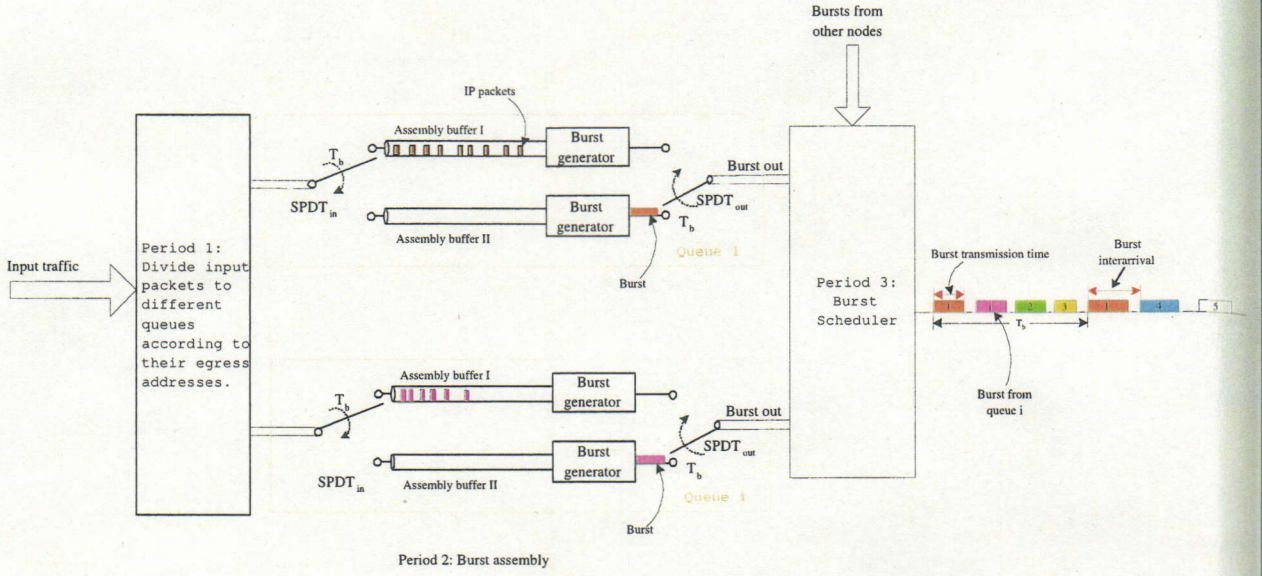 Bursts from
other nodes
IP packets
Assembly buffer I
Burst
generator
T_b
SPDT_in
Burst out
SPDT_out
T_b
Burst
generator
Assembly buffer II
Queue 1
Burst
Input traffic
Period 1:
Divide input
packets to
different
queues
according to
their egress
addresses.
Period 3:
Burst
Scheduler
Burst transmission time
Burst
interarrival
1
i
2
3
1
4
5
T_b
Burst from
queue i
Assembly buffer I
Burst
generator
T_b
SPDT_in
Burst out
SPDT_out
T_b
Burst
generator
Assembly buffer II
Queue i
Burst
Period 2: Burst assembly